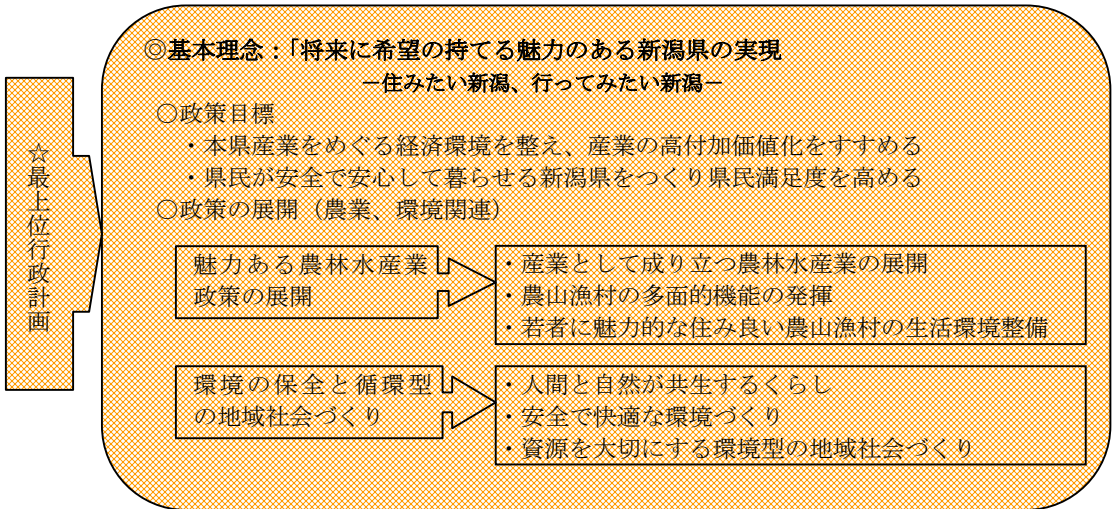 ☆最上位行政計画
◎基本理念：「将来に希望の持てる魅力のある新潟県の実現
－住みたい新潟、行ってみたい新潟－
○政策目標
・本県産業をめぐる経済環境を整え、産業の高付加価値化をすすめる
・県民が安全で安心して暮らせる新潟県をつくり県民満足度を高める
○政策の展開（農業、環境関連）
魅力ある農林水産業
政策の展開
・産業として成り立つ農林水産業の展開
・農山漁村の多面的機能の発揮
・若者に魅力的な住み良い農山漁村の生活環境整備
環境の保全と循環型
の地域社会づくり
・人間と自然が共生するくらし
・安全で快適な環境づくり
・資源を大切にする環境型の地域社会づくり